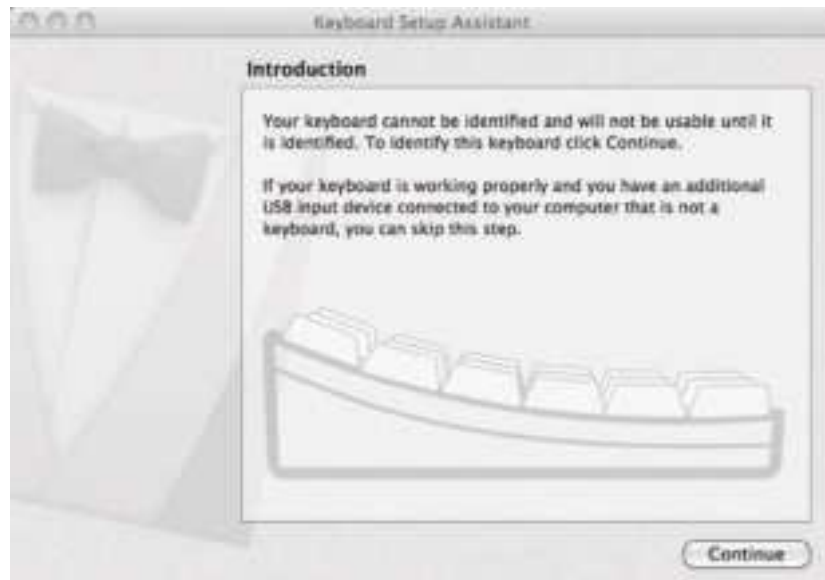 Keyboard Setup Assistant
Introduction
Your keyboard cannot be identified and will not be usable until it
is identified. To identify this keyboard click Continue.
If your keyboard is working properly and you have an additional
USB input device connected to your computer that is not a
keyboard, you can skip this step.
Continue